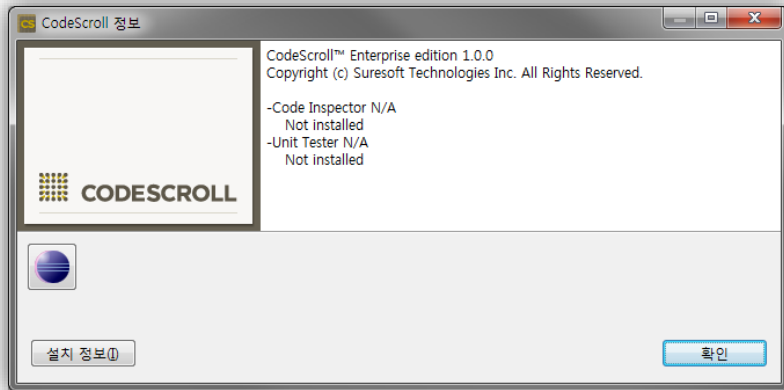 CS CodeScroll 정보
CodeScroll™ Enterprise edition 1.0.0
Copyright (c) Suresoft Technologies Inc. All Rights Reserved.
-Code Inspector N/A
Not installed
-Unit Tester N/A
Not installed
CODESCROLL
설치 정보(I)
확인